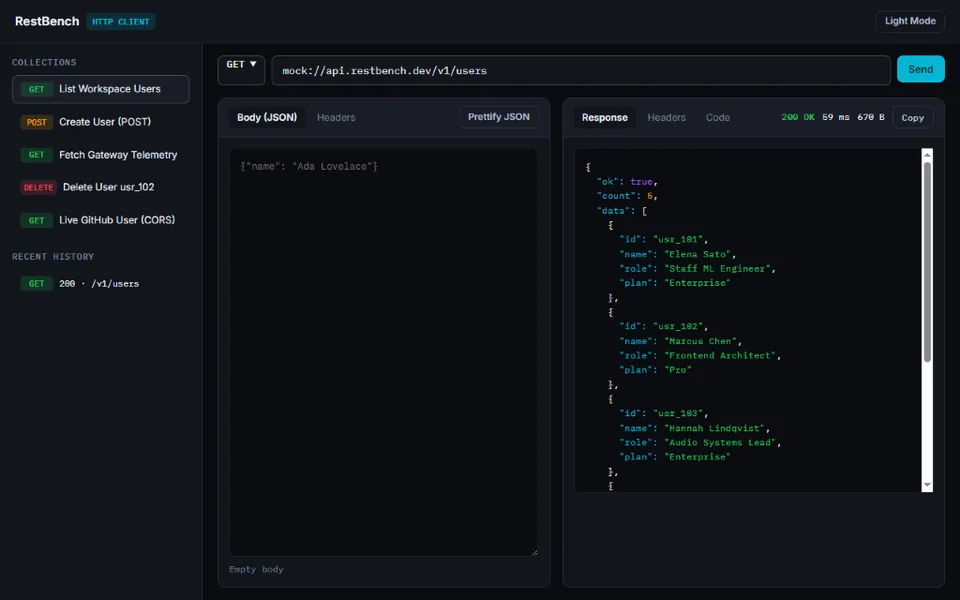 RestBench HTTP CLIENT Light Mode
COLLECTIONS
GET List Workspace Users
POST Create User (POST)
GET Fetch Gateway Telemetry
DELETE Delete User usr_102
GET Live GitHub User (CORS)
RECENT HISTORY
GET 200 · /v1/users
GET ▼ mock://api.restbench.dev/v1/users Send
Body (JSON) Headers Prettify JSON
{"name": "Ada Lovelace"}
Empty body
Response Headers Code 200 OK 59 ms 670 B Copy
{
"ok": true,
"count": 5,
"data": [
{
"id": "usr_101",
"name": "Elena Sato",
"role": "Staff ML Engineer",
"plan": "Enterprise"
},
{
"id": "usr_102",
"name": "Marcus Chen",
"role": "Frontend Architect",
"plan": "Pro"
},
{
"id": "usr_103",
"name": "Hannah Lindqvist",
"role": "Audio Systems Lead",
"plan": "Enterprise"
},
{